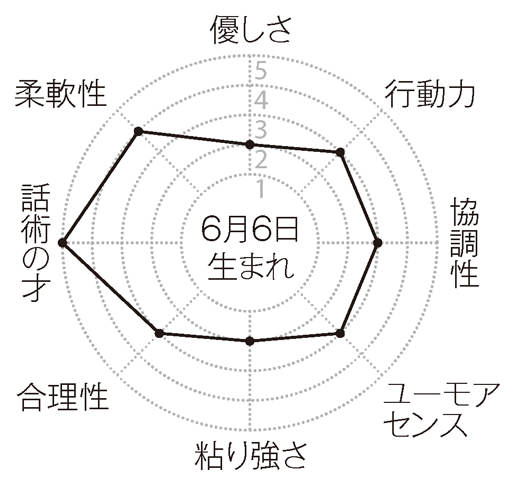 優しさ
行動力
協調性
ユーモア
センス
粘り強さ
合理性
話術の才
柔軟性
5
4
3
2
1
6月6日
生まれ